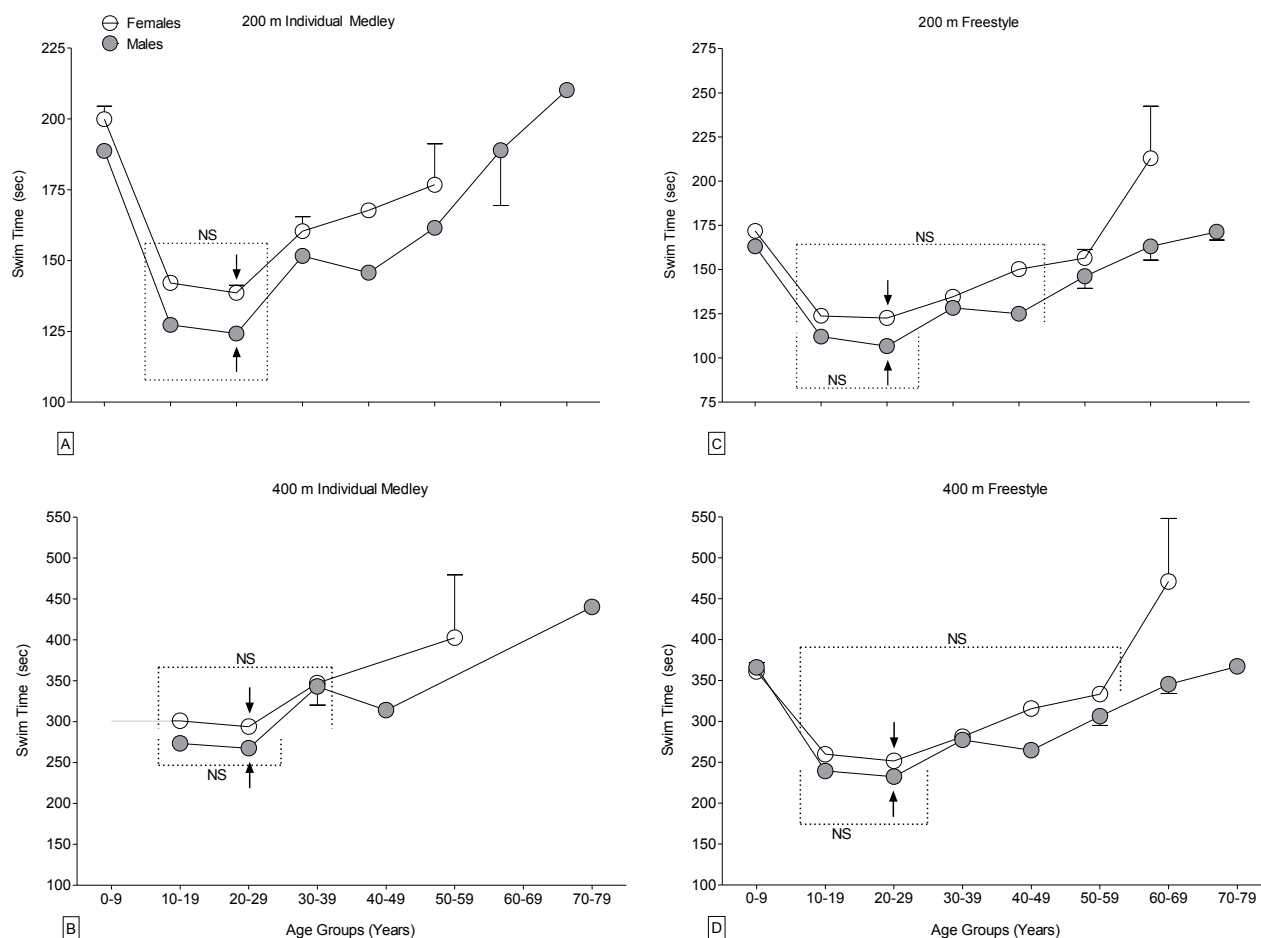 Females
Males
200 m Individual Medley
225
200
175
150
125
100
Swim Time (sec)
NS
A
200 m Freestyle
275
250
225
200
175
150
125
100
75
Swim Time (sec)
NS
NS
C
400 m Individual Medley
550
500
450
400
350
300
250
200
150
100
Swim Time (sec)
NS
NS
0-9 10-19 20-29 30-39 40-49 50-59 60-69 70-79
B
Age Groups (Years)
400 m Freestyle
550
500
450
400
350
300
250
200
150
100
Swim Time (sec)
NS
NS
0-9 10-19 20-29 30-39 40-49 50-59 60-69 70-79
D
Age Groups (Years)